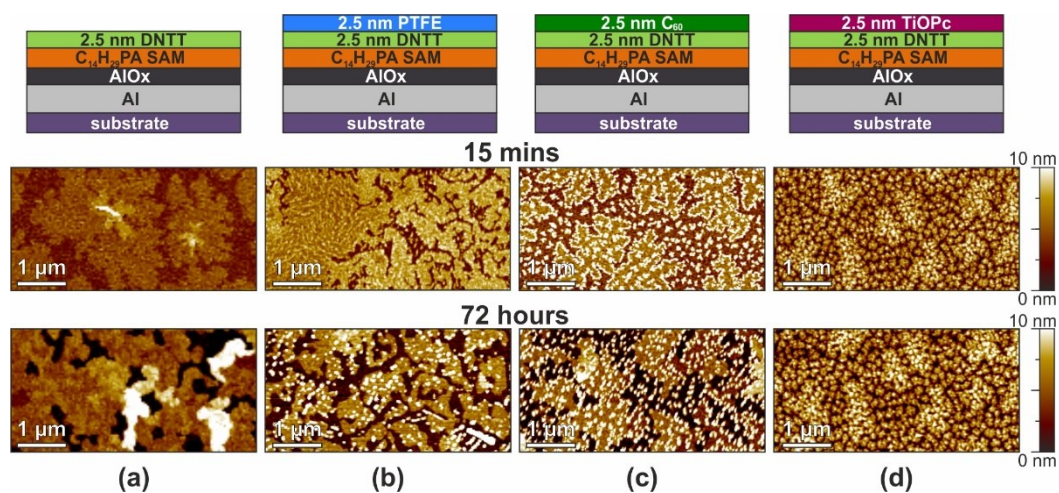 2.5 nm DNTT
C₁₄H₂₉PA SAM
AlOx
Al
substrate
2.5 nm PTFE
2.5 nm DNTT
C₁₄H₂₉PA SAM
AlOx
Al
substrate
2.5 nm C₆₀
2.5 nm DNTT
C₁₄H₂₉PA SAM
AlOx
Al
substrate
2.5 nm TiOPc
2.5 nm DNTT
C₁₄H₂₉PA SAM
AlOx
Al
substrate
15 mins
10 nm
1 µm
1 µm
1 µm
1 µm
0 nm
72 hours
10 nm
1 µm
1 µm
1 µm
1 µm
0 nm
(a)
(b)
(c)
(d)